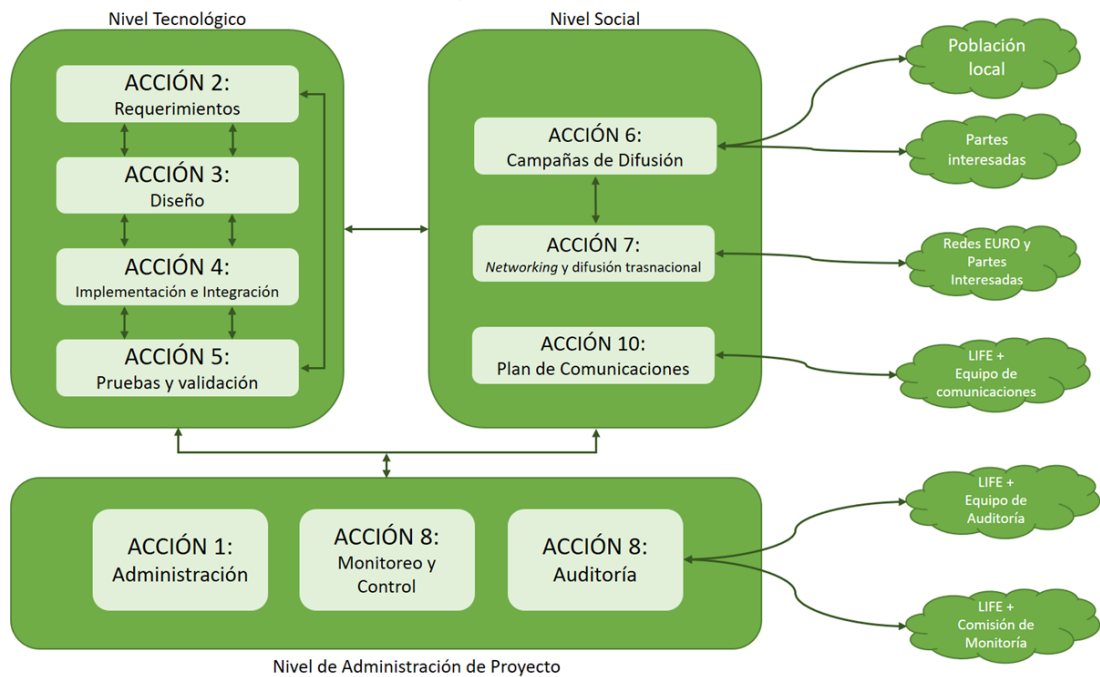 Nivel Tecnológico
ACCIÓN 2:
Requerimientos
ACCIÓN 3:
Diseño
ACCIÓN 4:
Implementación e Integración
ACCIÓN 5:
Pruebas y validación
Nivel Social
ACCIÓN 6:
Campañas de Difusión
ACCIÓN 7:
Networking y difusión trasnacional
ACCIÓN 10:
Plan de Comunicaciones
Población
local
Partes
interesadas
Redes EURO y
Partes
Interesadas
LIFE +
Equipo de
comunicaciones
ACCIÓN 1:
Administración
ACCIÓN 8:
Monitoreo y
Control
ACCIÓN 8:
Auditoría
LIFE +
Equipo de
Auditoría
LIFE +
Comisión de
Monitoría
Nivel de Administración de Proyecto